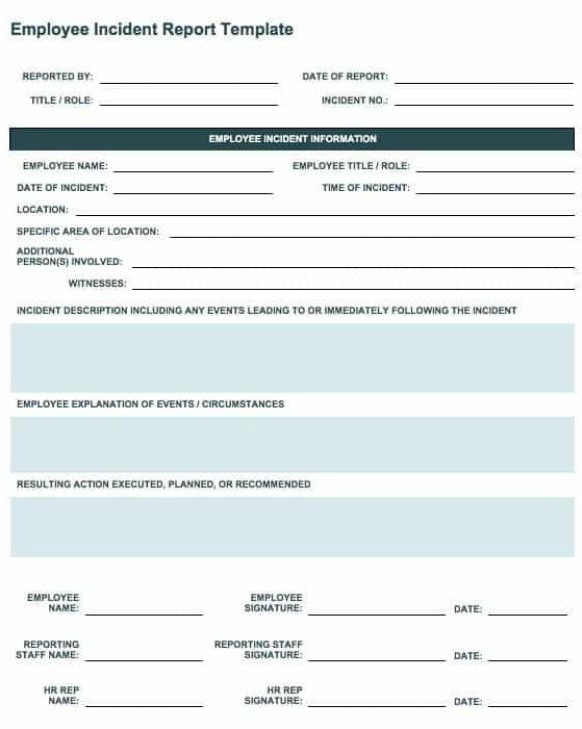 Employee Incident Report Template
REPORTED BY: DATE OF REPORT:
TITLE / ROLE: INCIDENT NO.:
EMPLOYEE INCIDENT INFORMATION
EMPLOYEE NAME: EMPLOYEE TITLE / ROLE:
DATE OF INCIDENT: TIME OF INCIDENT:
LOCATION:
SPECIFIC AREA OF LOCATION:
ADDITIONAL
PERSON(S) INVOLVED:
WITNESSES:
INCIDENT DESCRIPTION INCLUDING ANY EVENTS LEADING TO OR IMMEDIATELY FOLLOWING THE INCIDENT
EMPLOYEE EXPLANATION OF EVENTS / CIRCUMSTANCES
RESULTING ACTION EXECUTED, PLANNED, OR RECOMMENDED
EMPLOYEE EMPLOYEE
NAME: SIGNATURE: DATE:
REPORTING REPORTING STAFF
STAFF NAME: SIGNATURE: DATE:
HR REP HR REP
NAME: SIGNATURE: DATE: